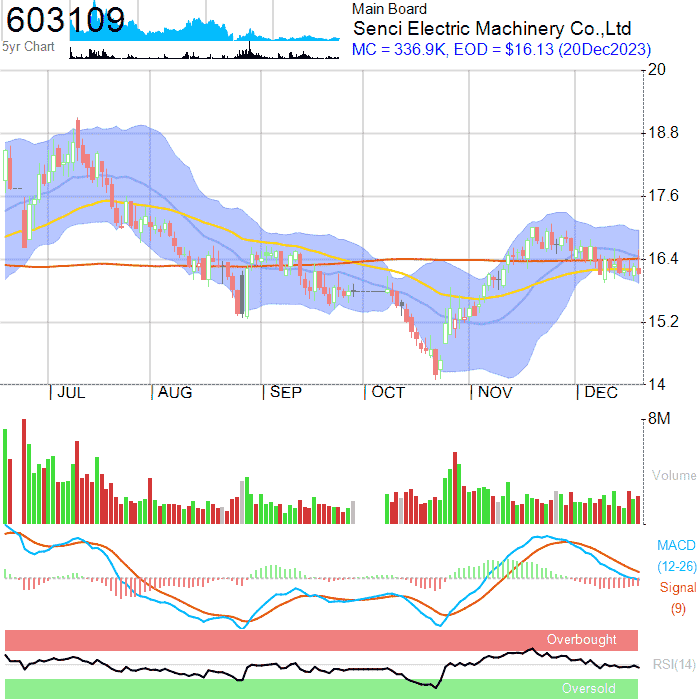 603109
5yr Chart
Main Board
Senci Electric Machinery Co.,Ltd
MC = 336.9K, EOD = $16.13 (20Dec2023)
20
18.8
17.6
16.4
15.2
14
JUL AUG SEP OCT NOV DEC
8M
Volume
MACD
(12-26)
Signal
(9)
Overbought
RSI(14)
Oversold